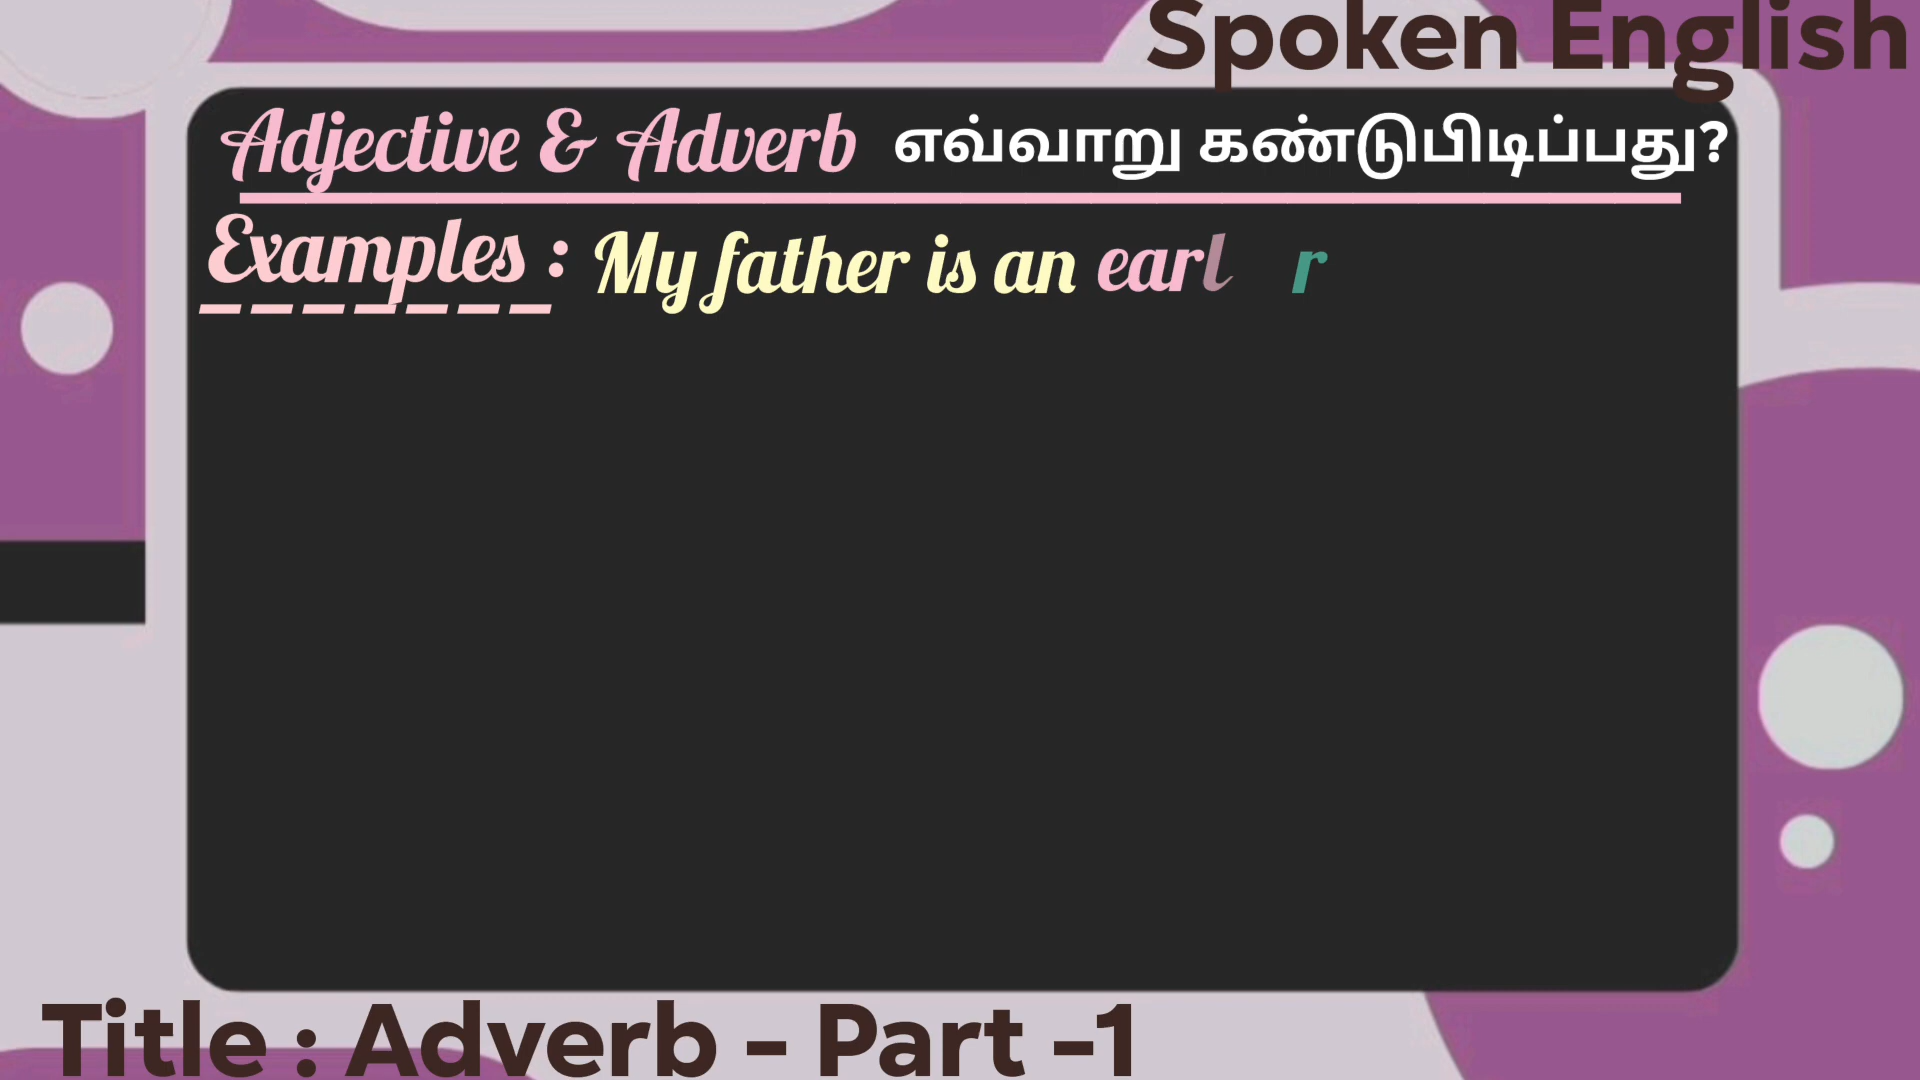 Spoken English
Adjective & Adverb எவ்வாறு கண்டுபிடிப்பது?
Examples : My father is an earl r
Title : Adverb - Part -1